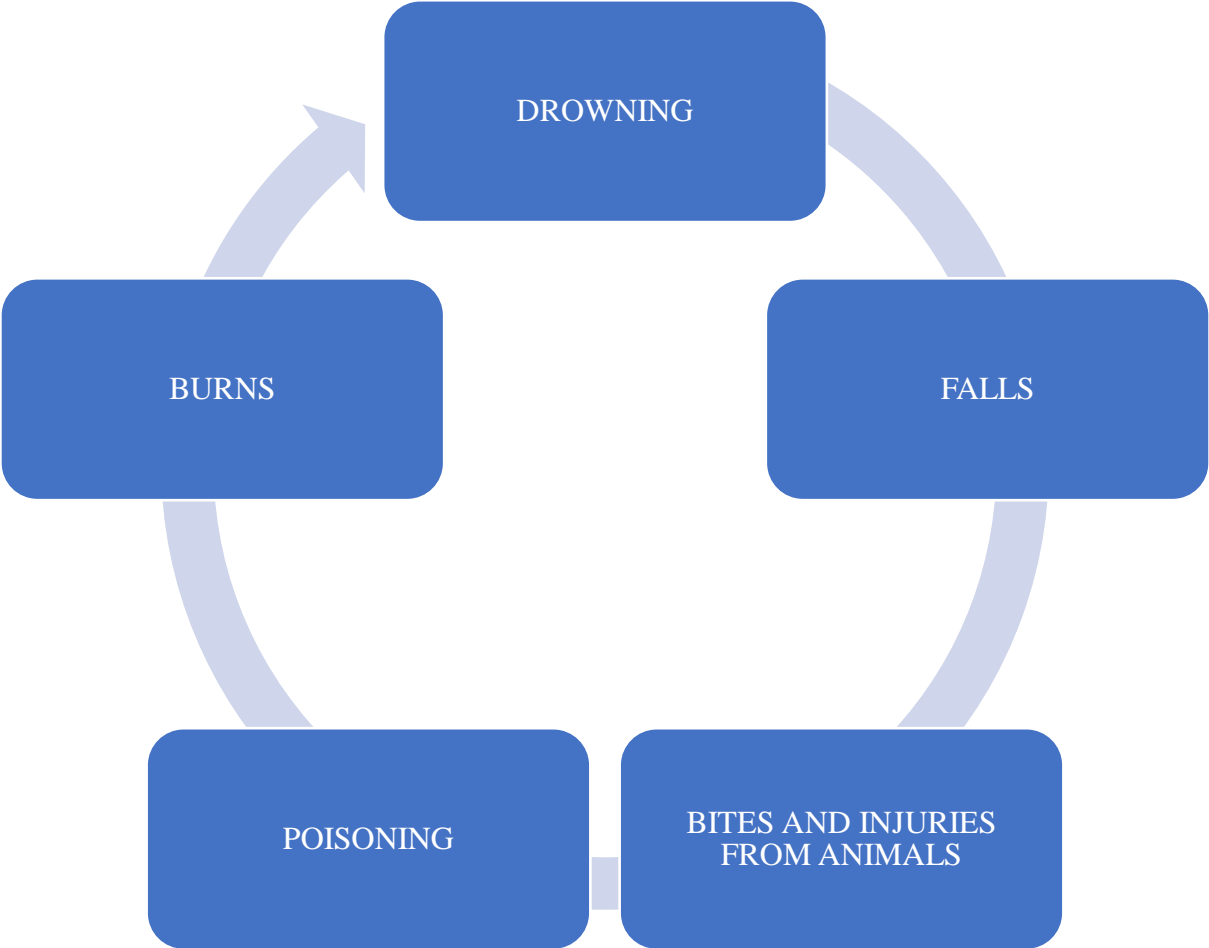 DROWNING
FALLS
BITES AND INJURIES
FROM ANIMALS
POISONING
BURNS